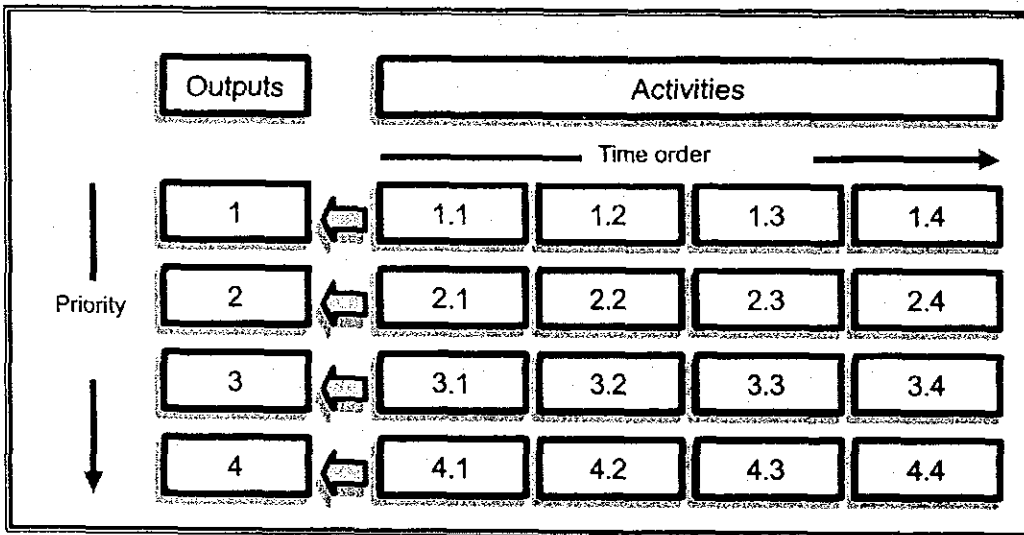 Outputs Activities
Time order
1 1.1 1.2 1.3 1.4
Priority
2 2.1 2.2 2.3 2.4
3 3.1 3.2 3.3 3.4
4 4.1 4.2 4.3 4.4